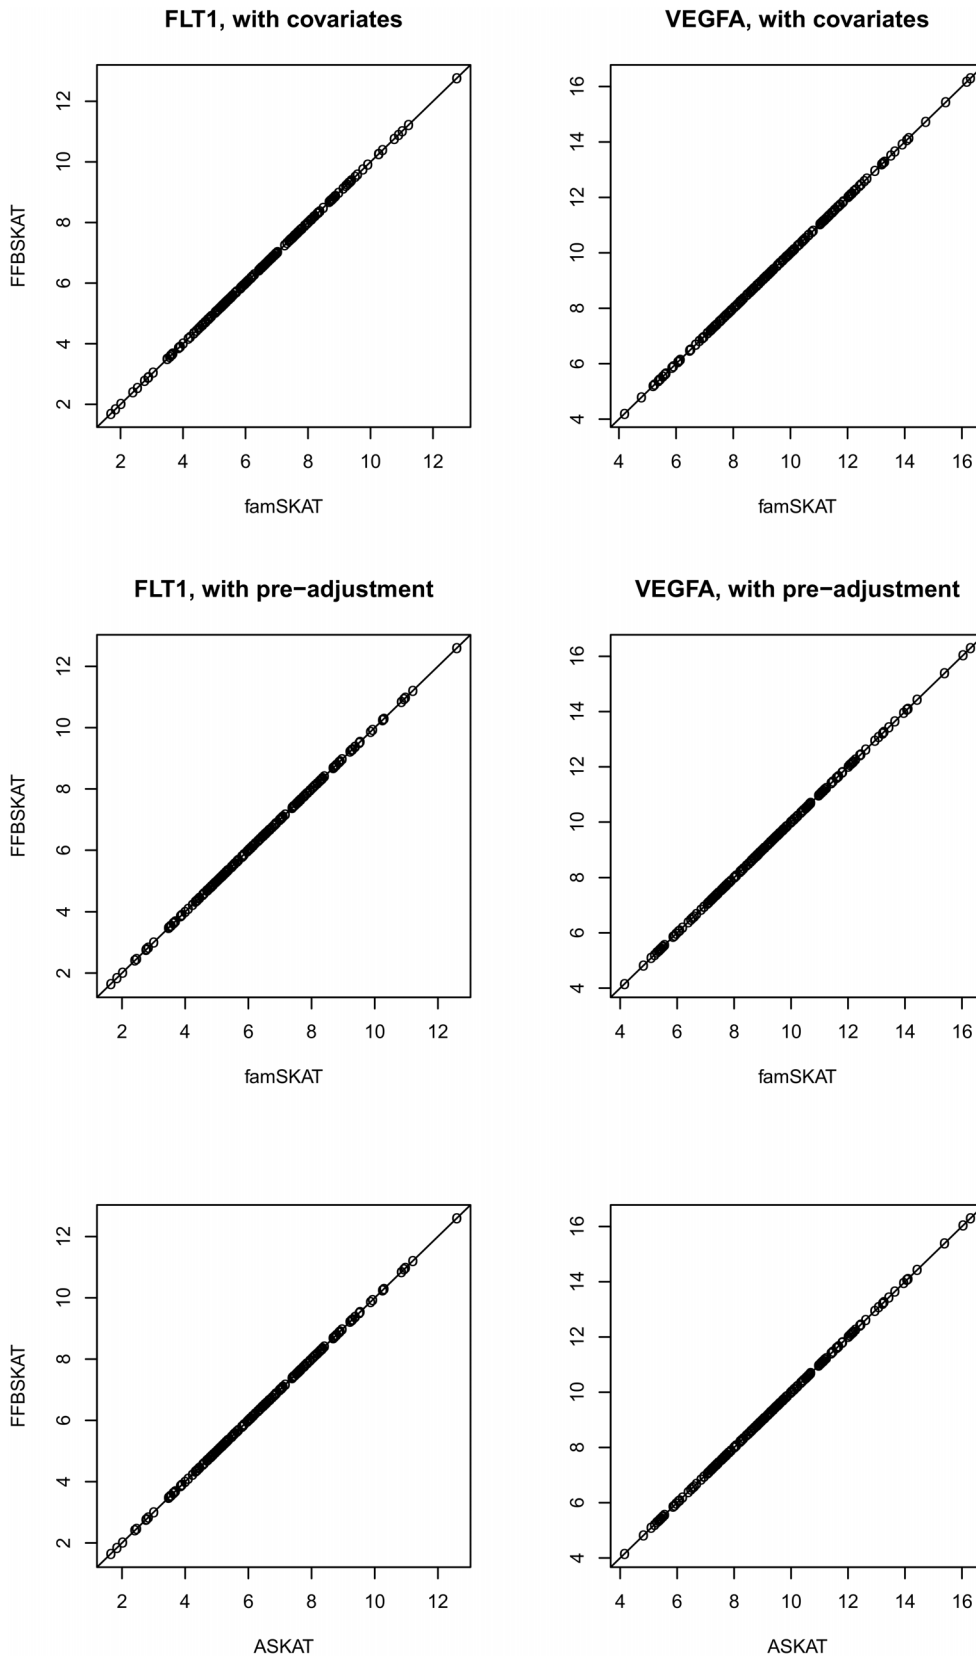 FLT1, with covariates
FFBSKAT
12
10
8
6
4
2
2 4 6 8 10 12
famSKAT
VEGFA, with covariates
16
14
12
10
8
6
4
4 6 8 10 12 14 16
famSKAT
FLT1, with pre−adjustment
FFBSKAT
12
10
8
6
4
2
2 4 6 8 10 12
famSKAT
VEGFA, with pre−adjustment
16
14
12
10
8
6
4
4 6 8 10 12 14 16
famSKAT
FFBSKAT
12
10
8
6
4
2
2 4 6 8 10 12
ASKAT
16
14
12
10
8
6
4
4 6 8 10 12 14 16
ASKAT